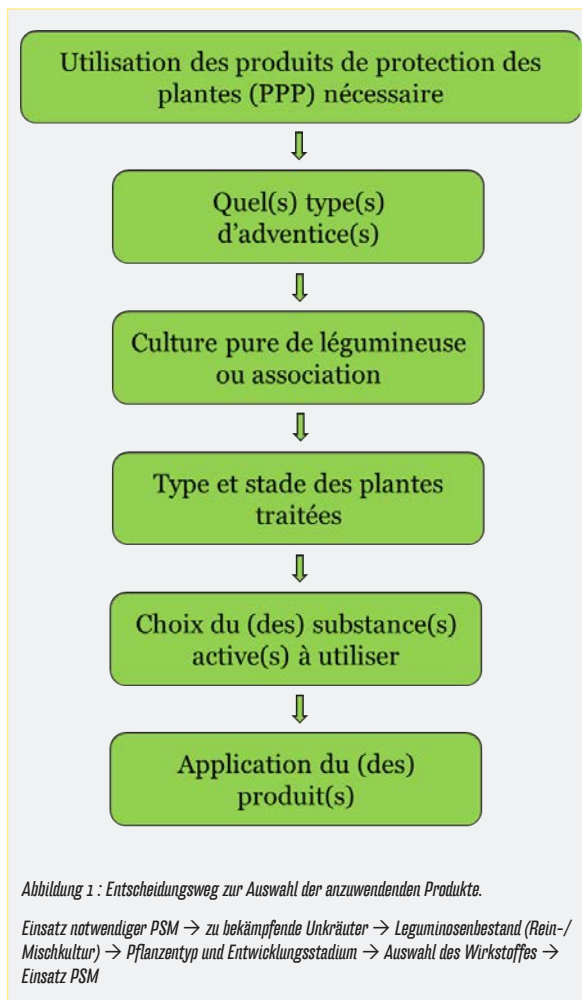 Utilisation des produits de protection des
plantes (PPP) nécessaire
Quel(s) type(s)
d'adventice(s)
Culture pure de légumineuse
ou association
Type et stade des plantes
traitées
Choix du (des) substance(s)
active(s) à utiliser
Application du (des)
produit(s)
Abbildung 1 : Entscheidungsweg zur Auswahl der anzuwendenden Produkte.
Einsatz notwendiger PSM → zu bekämpfende Unkräuter → Leguminosenbestand (Rein-/
Mischkultur) → Pflanzentyp und Entwicklungsstadium → Auswahl des Wirkstoffes →
Einsatz PSM